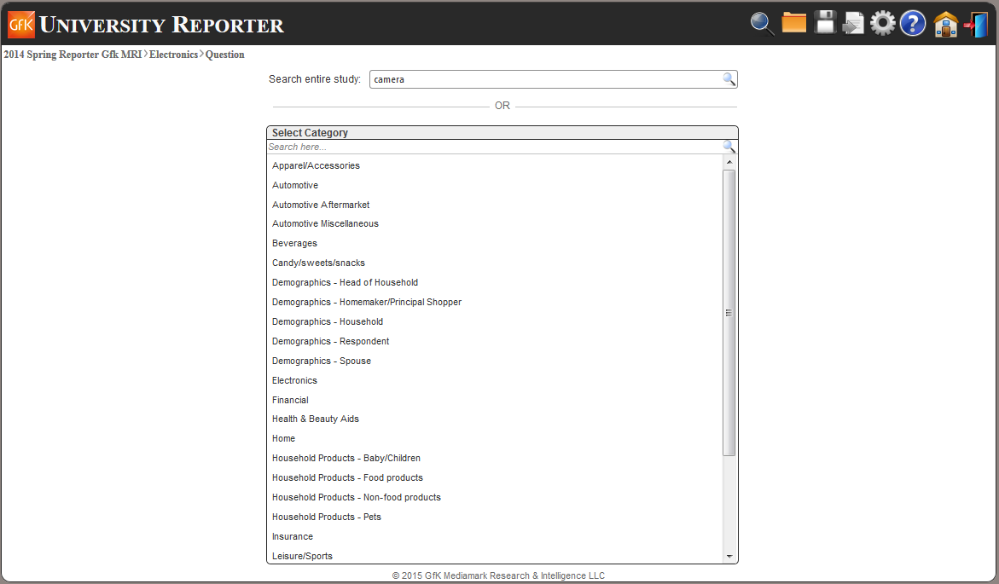 GfK UNIVERSITY REPORTER
2014 Spring Reporter Gfk MRI>Electronics>Question
Search entire study: camera
OR
Select Category
Search here...
Apparel/Accessories
Automotive
Automotive Aftermarket
Automotive Miscellaneous
Beverages
Candy/sweets/snacks
Demographics - Head of Household
Demographics - Homemaker/Principal Shopper
Demographics - Household
Demographics - Respondent
Demographics - Spouse
Electronics
Financial
Health & Beauty Aids
Home
Household Products - Baby/Children
Household Products - Food products
Household Products - Non-food products
Household Products - Pets
Insurance
Leisure/Sports
© 2015 GfK Mediamark Research & Intelligence LLC